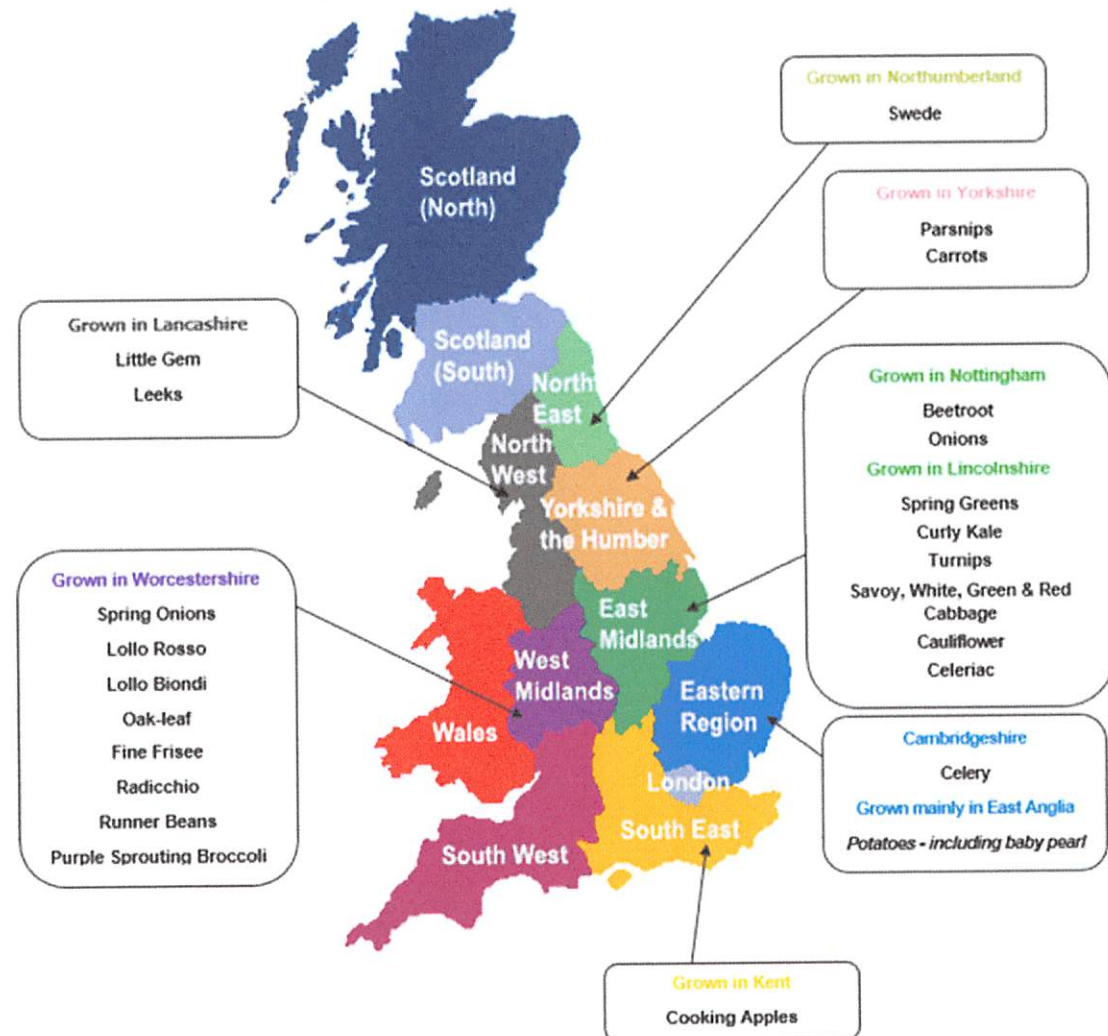 Grown in Northumberland
Swede
Grown in Yorkshire
Parsnips
Carrots
Scotland
(North)
Grown in Lancashire
Little Gem
Leeks
Scotland
(South)
North
East
North
West
Yorkshire &
the Humber
Grown in Nottingham
Beetroot
Onions
Grown in Lincolnshire
Spring Greens
Curly Kale
Turnips
Savoy, White, Green & Red
Cabbage
Cauliflower
Celeriac
Grown in Worcestershire
Spring Onions
Lollo Rosso
Lollo Biondi
Oak-leaf
Fine Frisee
Radicchio
Runner Beans
Purple Sprouting Broccoli
East
Midlands
West
Midlands
Eastern
Region
Wales
London
South East
South West
Cambridgeshire
Celery
Grown mainly in East Anglia
Potatoes - including baby pearl
Grown in Kent
Cooking Apples